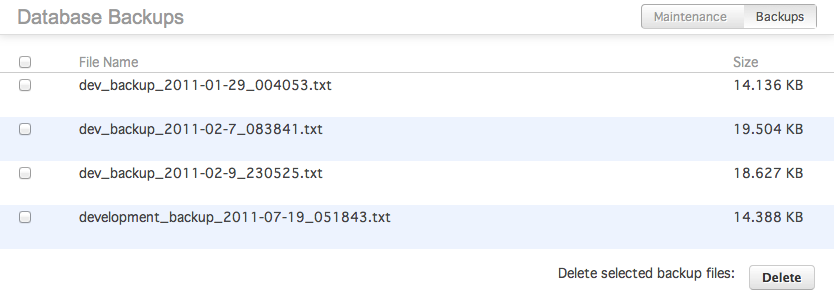 Database Backups Maintenance Backups
File Name Size
dev_backup_2011-01-29_004053.txt 14.136 KB
dev_backup_2011-02-7_083841.txt 19.504 KB
dev_backup_2011-02-9_230525.txt 18.627 KB
development_backup_2011-07-19_051843.txt 14.388 KB
Delete selected backup files: Delete